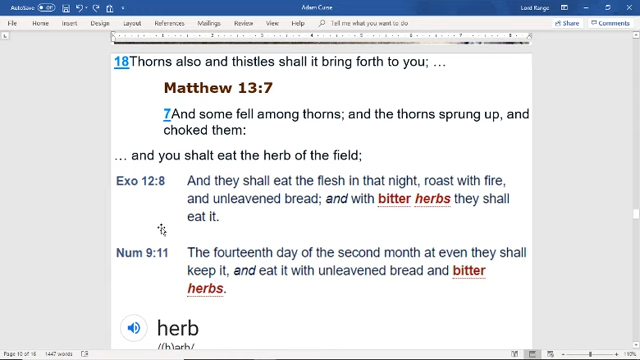 AutoSave Off Adam Curse Lord Range
File Home Insert Design Layout References Mailings Review View Help Tell me what you want to do Share Comments
18Thorns also and thistles shall it bring forth to you; …
Matthew 13:7
7And some fell among thorns; and the thorns sprung up, and
choked them:
… and you shalt eat the herb of the field;
Exo 12:8 And they shall eat the flesh in that night, roast with fire,
and unleavened bread; and with bitter herbs they shall
eat it.
Num 9:11 The fourteenth day of the second month at even they shall
keep it, and eat it with unleavened bread and bitter
herbs.
herb
/(h)ərb/
Page 10 of 16 1447 words